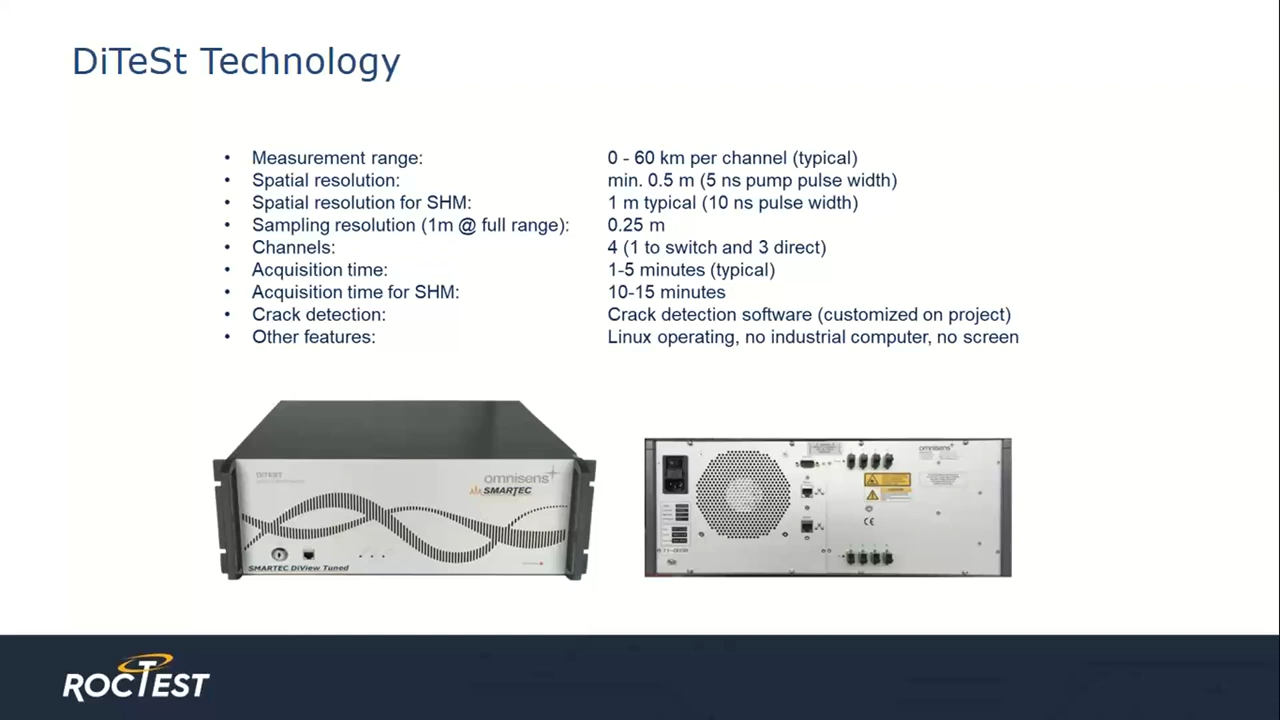 DiTeSt Technology
• Measurement range: 0 - 60 km per channel (typical)
• Spatial resolution: min. 0.5 m (5 ns pump pulse width)
• Spatial resolution for SHM: 1 m typical (10 ns pulse width)
• Sampling resolution (1m @ full range): 0.25 m
• Channels: 4 (1 to switch and 3 direct)
• Acquisition time: 1-5 minutes (typical)
• Acquisition time for SHM: 10-15 minutes
• Crack detection: Crack detection software (customized on project)
• Other features: Linux operating, no industrial computer, no screen
DiTEST
omnisens
SMARTEC
SMARTEC DiView Tuned
omnisens
CE
ROCTEST